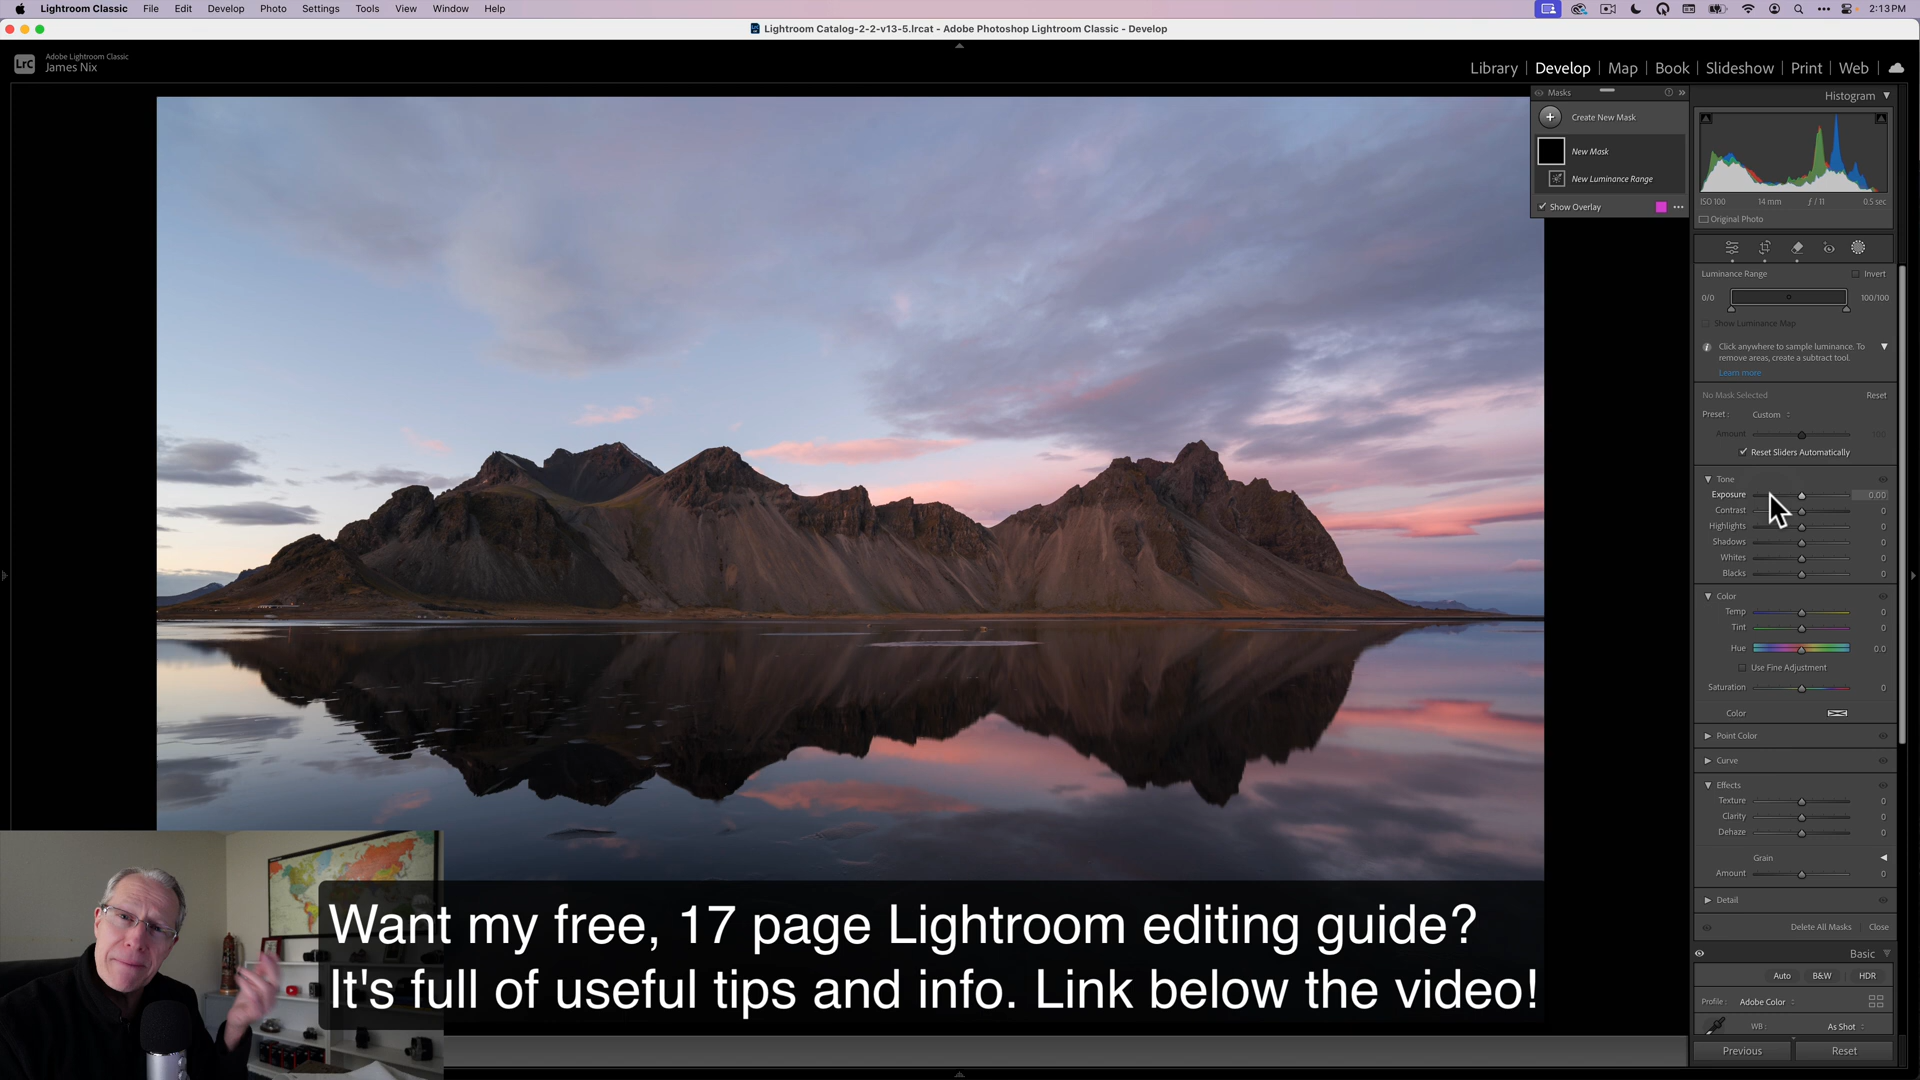 Lightroom Classic File Edit Develop Photo Settings Tools View Window Help 2:13PM
Lightroom Catalog-2-2-v13-5.lrcat - Adobe Photoshop Lightroom Classic - Develop
LrC
Adobe Lightroom Classic
James Nix
Library | Develop | Map | Book | Slideshow | Print | Web
Masks
Create New Mask
New Mask
New Luminance Range
Show Overlay
Histogram
ISO 100 14 mm ƒ / 11 0.5 sec
Original Photo
Luminance Range Invert
0/0 100/100
Show Luminance Map
Click anywhere to sample luminance. To
remove areas, create a subtract tool.
Learn more
No Mask Selected Reset
Preset : Custom
Amount 100
Reset Sliders Automatically
Tone
Exposure 0.00
Contrast 0
Highlights 0
Shadows 0
Whites 0
Blacks 0
Color
Temp 0
Tint 0
Hue 0.0
Use Fine Adjustment
Saturation 0
Color
Point Color
Curve
Effects
Texture 0
Clarity 0
Dehaze 0
Grain
Amount 0
Detail
Delete All Masks Close
Basic
Auto B&W HDR
Profile : Adobe Color
WB : As Shot
Previous Reset
Want my free, 17 page Lightroom editing guide?
It's full of useful tips and info. Link below the video!